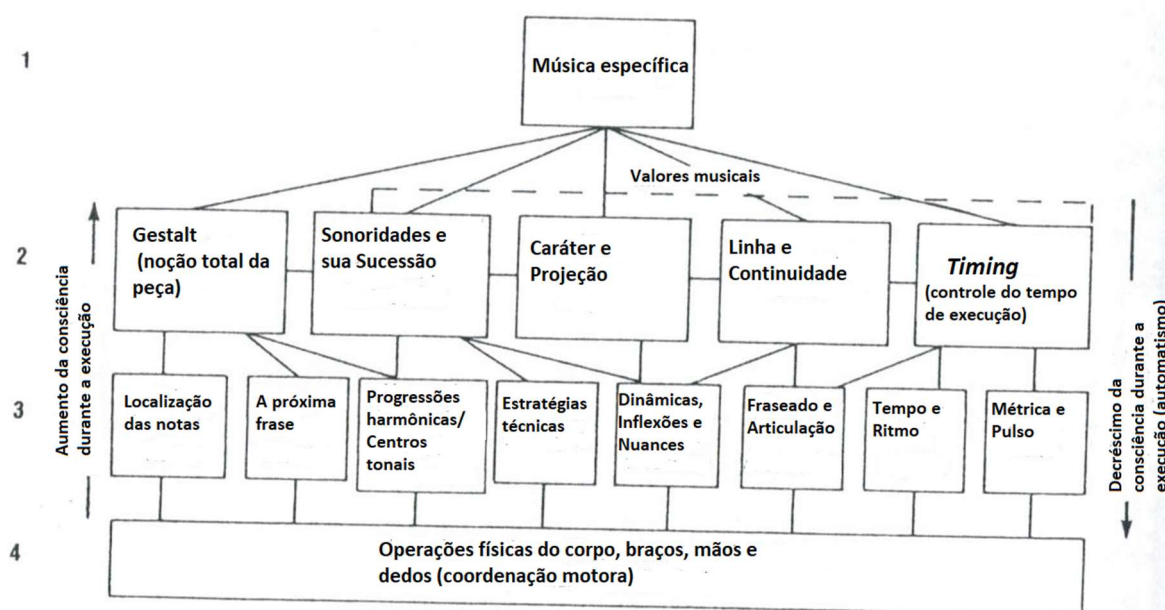 1
Música específica
Valores musicais
2
Gestalt
(noção total da
peça)
Sonoridades e
sua Sucessão
Caráter e
Projeção
Linha e
Continuidade
Timing
(controle do tempo
de execução)
Aumento da consciência
durante a execução
3
Localização
das notas
A próxima
frase
Progressões
harmônicas/
Centros
tonais
Estratégias
técnicas
Dinâmicas,
Inflexões e
Nuances
Fraseado e
Articulação
Tempo e
Ritmo
Métrica e
Pulso
Decréscimo da
consciência durante a
execução (automatismo)
4
Operações físicas do corpo, braços, mãos e
dedos (coordenação motora)